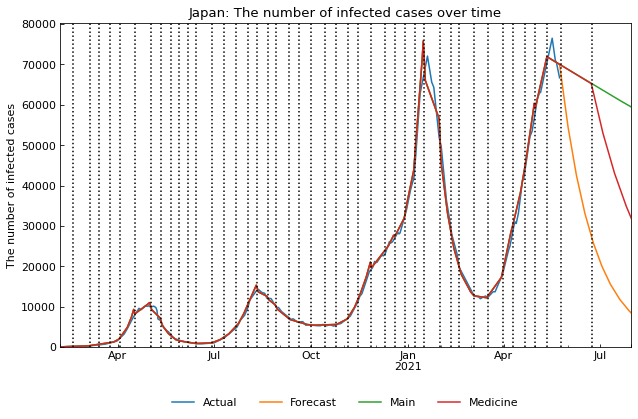 Japan: The number of infected cases over time
The number of infected cases
80000
70000
60000
50000
40000
30000
20000
10000
0
Apr Jul Oct Jan Apr Jul
2021
Actual Forecast Main Medicine